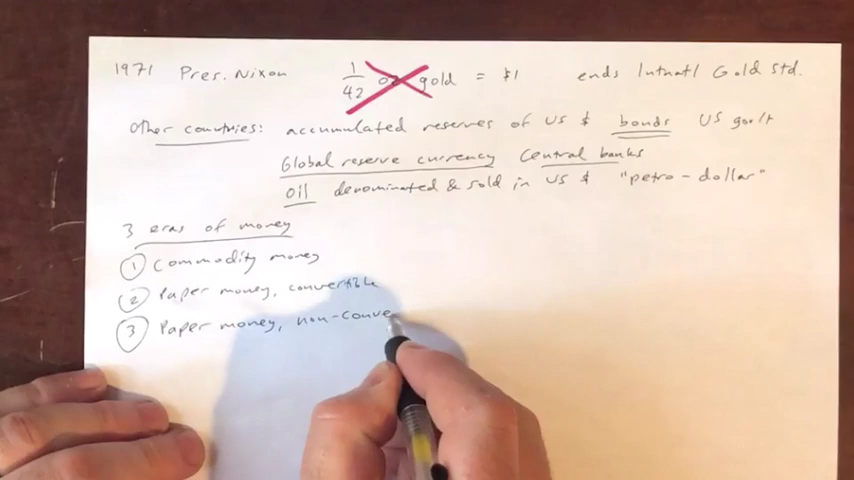 1971 Pres. Nixon 1/42 oz gold = $1 ends Intnat'l Gold Std.
Other countries: accumulated reserves of US $ bonds US gov't
Global reserve currency Central banks
Oil denominated & sold in US $ "petro-dollar"
3 eras of money
1 Commodity money
2 Paper money, convertible
3 Paper money, non-conve